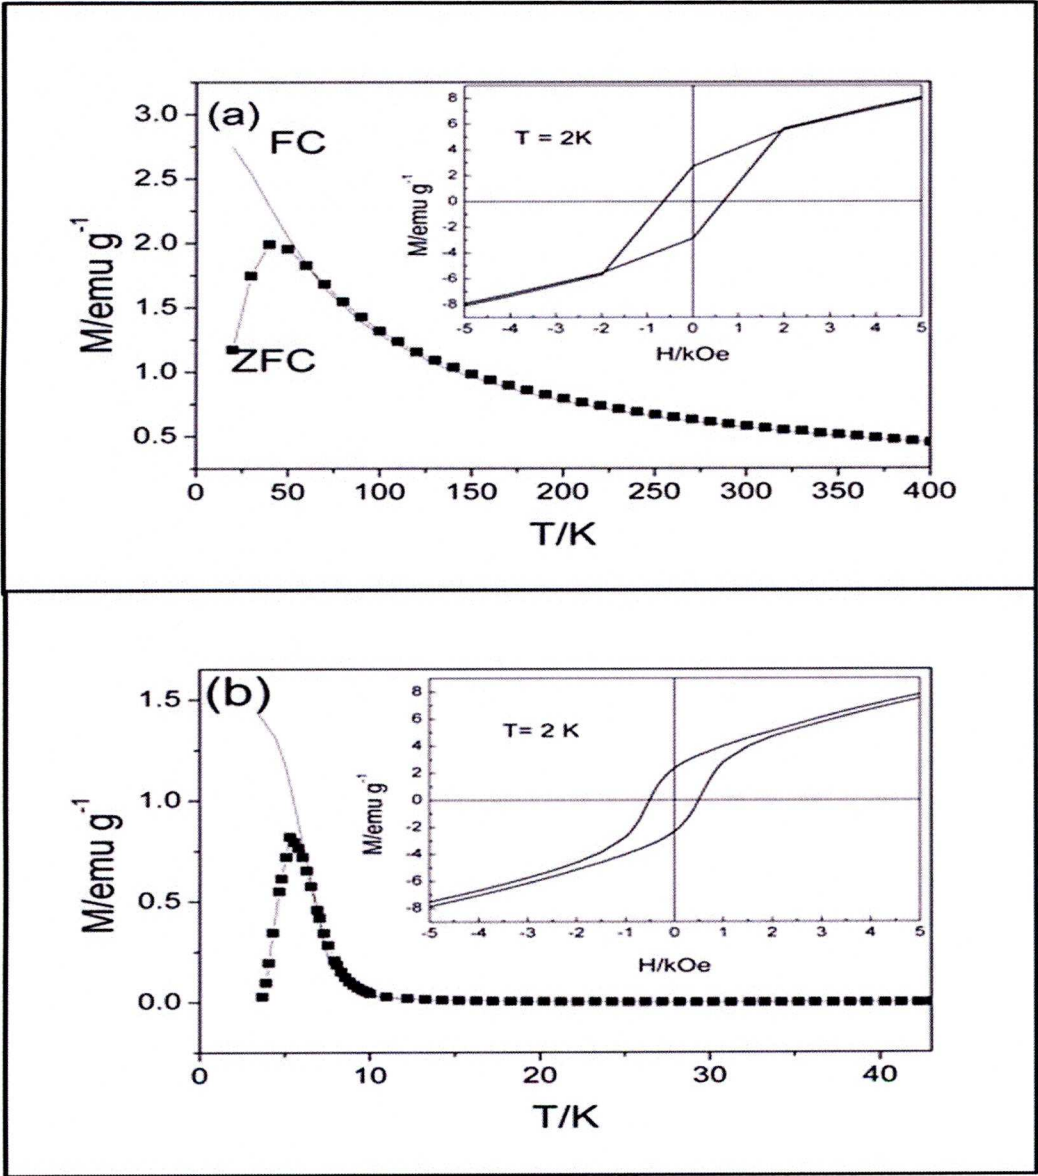 (a)
FC
ZFC
M/emu g-1
3.0
2.5
2.0
1.5
1.0
0.5
0 50 100 150 200 250 300 350 400
T/K
T = 2K
M/emu g-1
8
6
4
2
0
-2
-4
-6
-8
-5 -4 -3 -2 -1 0 1 2 3 4 5
H/kOe
(b)
M/emu g-1
1.5
1.0
0.5
0.0
0 10 20 30 40
T/K
T= 2 K
M/emu g-1
8
6
4
2
0
-2
-4
-6
-8
-5 -4 -3 -2 -1 0 1 2 3 4 5
H/kOe